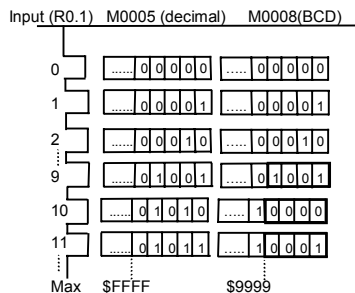 Input (R0.1) M0005 (decimal) M0008(BCD)
0 ...... 0 0 0 0 0 ..... 0 0 0 0 0
1 ...... 0 0 0 0 1 ..... 0 0 0 0 1
2 ...... 0 0 0 1 0 ..... 0 0 0 1 0
9 ...... 0 1 0 0 1 ..... 0 1 0 0 1
10 ...... 0 1 0 1 0 ..... 1 0 0 0 0
11 ...... 0 1 0 1 1 ..... 1 0 0 0 1
Max $FFFF $9999